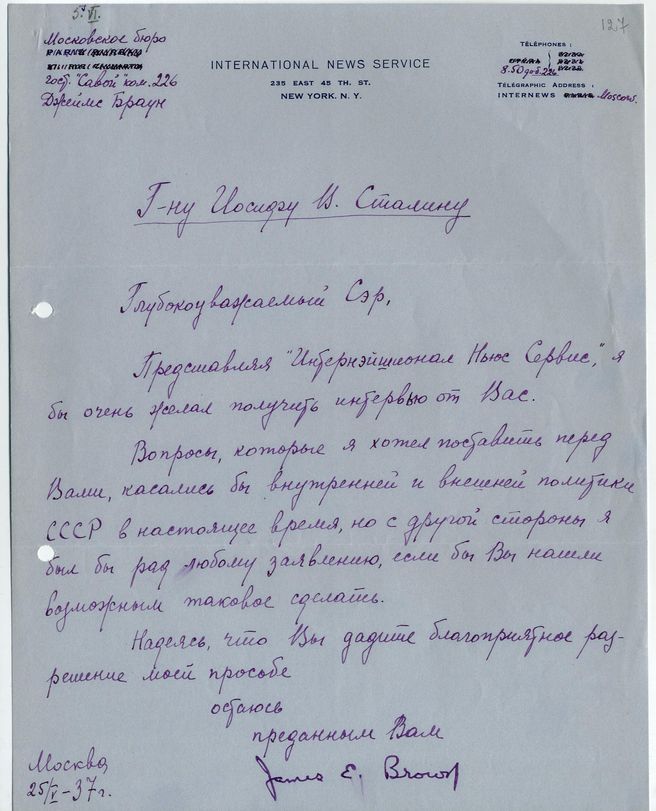 5. VI.
127
Московское бюро
гост. "Савой" ком. 226
Джеймс Браун
INTERNATIONAL NEWS SERVICE
235 EAST 45 TH. ST.
NEW YORK. N. Y.
TÉLÉPHONES :
8.50 доб. 226
TÉLÉGRAPHIC ADDRESS :
INTERNEWS Moscow.
Г-ну Иосифу В. Сталину
Глубокоуважаемый Сэр,
Представляя "Интернэйшионал Ньюс Сервис," я
бы очень желал получить интервью от Вас.
Вопросы, которые я хотел поставить перед
Вами, касались бы внутренней и внешней политики
СССР в настоящее время, но с другой стороны я
был бы рад любому заявлению, если бы Вы нашли
возможным таковое сделать.
Надеясь, что Вы дадите благоприятное раз-
решение моей прособе
остаюсь
преданным Вам
James E. Brown
Москва
25/V-37г.